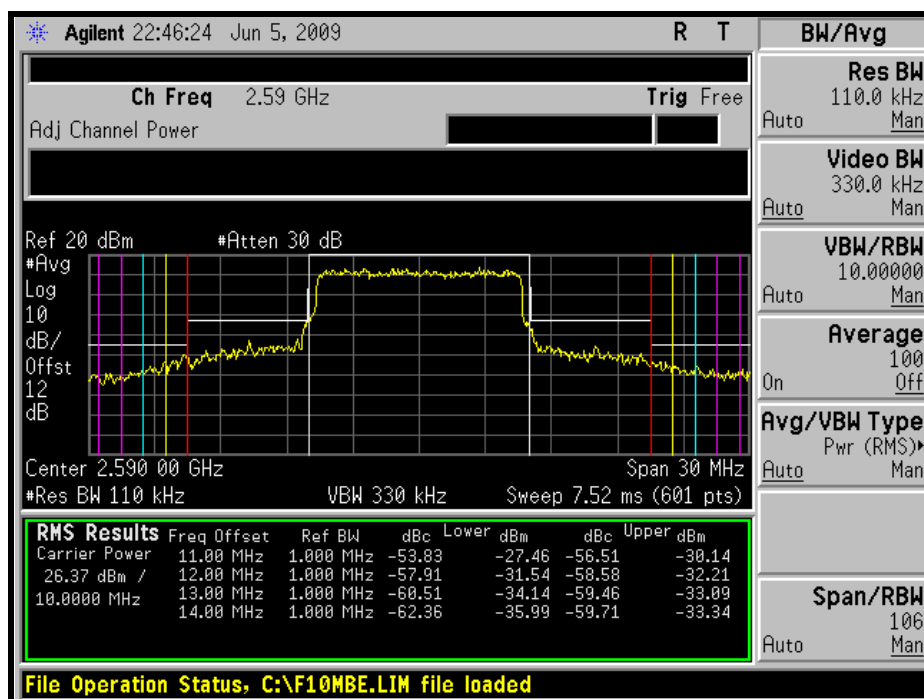 Agilent 22:46:24 Jun 5, 2009 R T
Ch Freq 2.59 GHz Trig Free
Adj Channel Power
Ref 20 dBm #Atten 30 dB
#Avg
Log
10
dB/
Offst
12
dB
Center 2.590 00 GHz Span 30 MHz
#Res BW 110 kHz VBW 330 kHz Sweep 7.52 ms (601 pts)
RMS Results Freq Offset Ref BW dBc Lower dBm dBc Upper dBm
Carrier Power 11.00 MHz 1.000 MHz -53.83 -27.46 -56.51 -30.14
26.37 dBm / 12.00 MHz 1.000 MHz -57.91 -31.54 -58.58 -32.21
10.0000 MHz 13.00 MHz 1.000 MHz -60.51 -34.14 -59.46 -33.09
14.00 MHz 1.000 MHz -62.36 -35.99 -59.71 -33.34
File Operation Status, C:\F10MBE.LIM file loaded
BW/Avg
Res BW
110.0 kHz
Auto Man
Video BW
330.0 kHz
Auto Man
VBW/RBW
10.00000
Auto Man
Average
100
On Off
Avg/VBW Type
Pwr (RMS)▸
Auto Man
Span/RBW
106
Auto Man